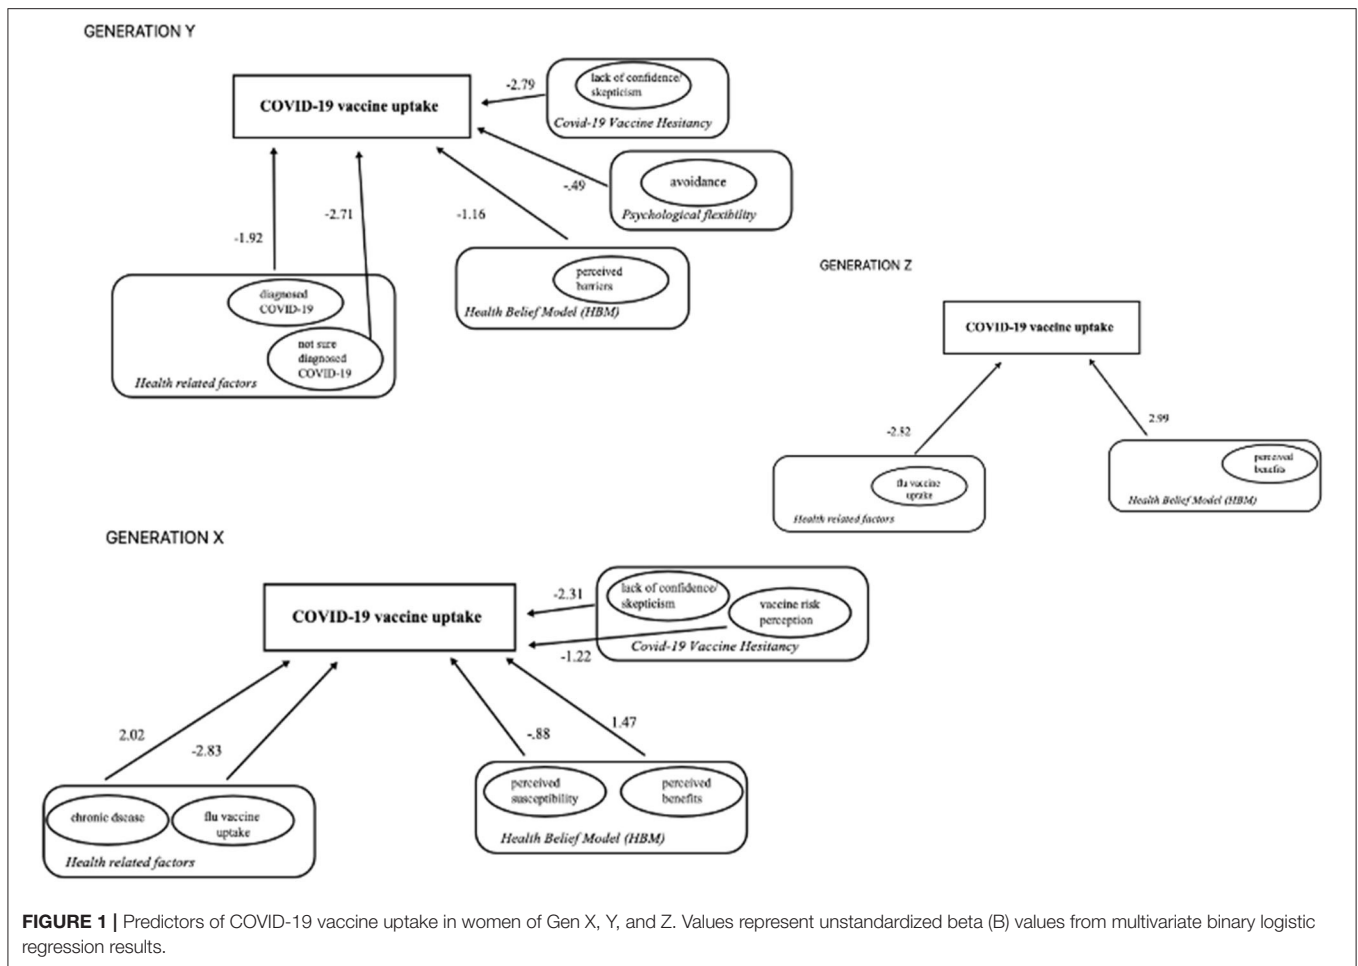 GENERATION Y
COVID-19 vaccine uptake
-2.79
lack of confidence/
skepticism
Covid-19 Vaccine Hesitancy
-.49
avoidance
Psychological flexibility
-1.16
perceived
barriers
Health Belief Model (HBM)
-2.71
-1.92
diagnosed
COVID-19
not sure
diagnosed
COVID-19
Health related factors
GENERATION Z
COVID-19 vaccine uptake
-2.52
2.99
flu vaccine
uptake
Health related factors
perceived
benefits
Health Belief Model (HBM)
GENERATION X
COVID-19 vaccine uptake
-2.31
lack of confidence/
skepticism
vaccine risk
perception
Covid-19 Vaccine Hesitancy
-1.22
2.02
-2.83
-.88
1.47
chronic dsease
flu vaccine
uptake
Health related factors
perceived
susceptibility
perceived
benefits
Health Belief Model (HBM)
FIGURE 1 | Predictors of COVID-19 vaccine uptake in women of Gen X, Y, and Z. Values represent unstandardized beta (B) values from multivariate binary logistic
regression results.